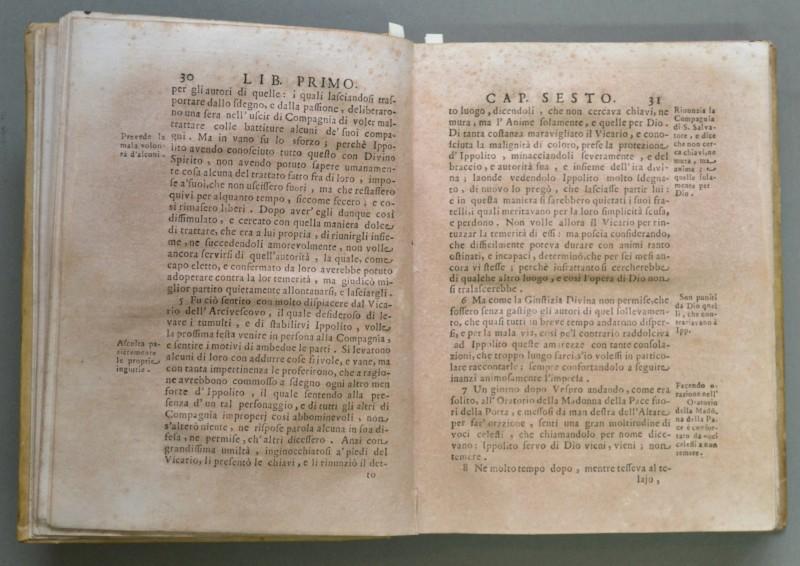 30 LIB. PRIMO.
per gli autori di quelle: i quali lasciandosi tras-
portare dallo sdegno, e dalla passione, deliberaro-
no una sera nell'uscir di Compagnia di voler mal-
trattare colle battiture alcuni de' suoi compa-
gni. Ma in vano fu lo sforzo; perchè Ippo-
lito avendo conosciuto tutto questo con Divino
Spirito, non avendo potuto sapere umanamen-
te cosa alcuna del trattato fatto fra di loro, impo-
se a'suoi, che non uscissero fuori, ma che restassero
quivi per alquanto tempo, siccome fecero; e co-
sì rimasero liberi. Dopo aver'egli dunque così
dissimulato, e cercato con quella maniera dolce
di trattare, che era a lui propria, di riunirgli insie-
me, ne succedendoli amorevolmente, non volle
ancora servirsi di quell'autorità, la quale, come
capo eletto, e confermato da loro averebbe potuto
adoperare contra la lor temerità, ma giudicò mi-
glior partito quietamente allontanarsi, e lasciargli.
5 Fu ciò sentito con molto dispiacere dal Vica-
rio dell'Arcivescovo, il quale desideroso di le-
vare i tumulti, e di stabilirvi Ippolito, volle
la prossima festa venire in persona alla Compagnia,
e sentire i motivi di ambedue le parti. Si levarono
alcuni di loro con addurre cose frivole, e vane, ma
con tanta impertinenza le proferirono, che a ragio-
ne avrebbono commosso a sdegno ogni altro men
forte d'Ippolito, il quale sentendo alla pre-
senza d'un tal personaggio, e di tutti gli altri di
Compagnia improperj così abbominevoli, non
s'alterò niente, ne rispose parola alcuna in sua di-
fesa, ne permise, ch'altri dicessero. Anzi con
grandissima umiltà, inginocchiatosi a'piedi del
Vicario, li presentò le chiavi, e li rinunziò il det-
to
Prevede la
mala volon-
tà d'alcuni.
Ascolta pa-
zientemente
le proprie
ingiurie.
CAP. SESTO. 31
to luogo, dicendoli, che non cercava chiavi, ne
mura, ma l'Anime solamente, e quelle per Dio.
Di tanta costanza maravigliato il Vicario, e cono-
sciuta la malignità di coloro, prese la protezione
d'Ippolito, minacciandoli severamente, e del
braccio, e autorità sua, e insieme dell'ira divi-
na; laonde vedendolo Ippolito molto sdegna-
to, di nuovo lo pregò, che lasciasse partir lui:
e in questa maniera si sarebbero quietati i suoi fra-
telli, i quali meritavano per la loro simplicità scusa,
e perdono. Non volle allora il Vicario per rin-
tuzzar la temerità di essi: ma poscia considerando,
che difficilmente poteva durare con animi tanto
ostinati, e incapaci, determinò, che per sei mesi an-
cora vi stesse; perchè infrattanto si cercherebbe
di qualche altro luogo, e così l'opera di Dio non
si tralascerebbe.
6 Ma come la Giustizia Divina non permise, che
fossero senza gastigo gli autori di quel sollevamen-
to, che quasi tutti in breve tempo andarono disper-
si, e per la mala via, così pe'l contrario raddolciva
ad Ippolito queste amarezze con tante consola-
zioni, che troppo lungo sarei, s'io volessi in partico-
lare raccontarle; sempre confortandolo a seguire
innanzi animosamente l'impresa.
7 Un giorno dopo Vespro andando, come era
solito, all'Oratorio della Madonna della Pace fuo-
ri della Porta, e messosi da man destra dell'Altare
per far'orazione, sentì una gran moltitudine di
voci celesti, che chiamandolo per nome dice-
vano: Ippolito servo di Dio vieni, vieni; non
temere.
8 Ne molto tempo dopo, mentre tesseva al te-
lajo,
Rinunzia la
Compagnia
di S. Salva-
tore, e dice
che non cer-
ca chiavi, ne
mura, ma
anime; e
quelle sola-
mente per
Dio.
Son puniti
da Dio quel-
li, che con-
trariavano à
Ipp.
Facendo o-
razione nell'
Oratorio
della Madō-
na della Pa-
ce è confor-
tato da voci
celesti a non
temere.